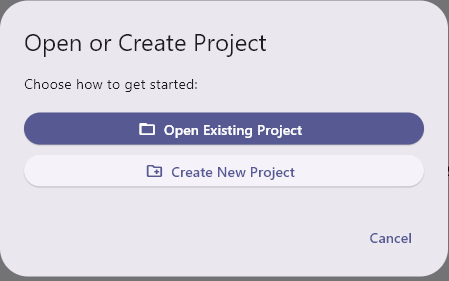 Open or Create Project
Choose how to get started:
Open Existing Project
Create New Project
Cancel